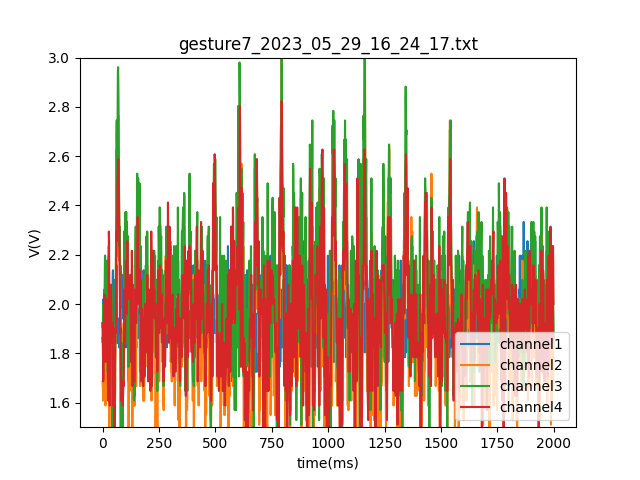 gesture7_2023_05_29_16_24_17.txt
3.0
2.8
2.6
2.4
2.2
2.0
1.8
1.6
V(V)
channel1
channel2
channel3
channel4
0 250 500 750 1000 1250 1500 1750 2000
time(ms)